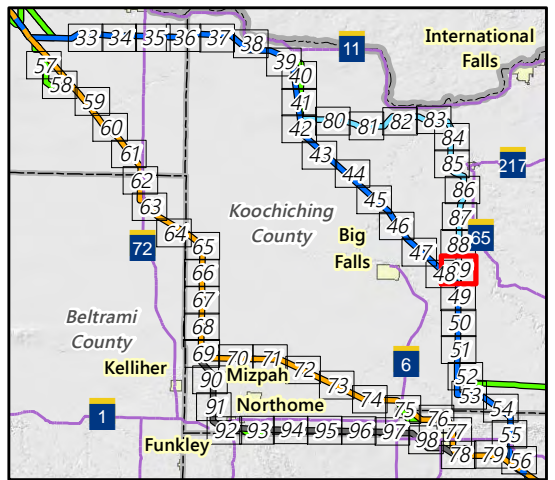 33 34 35 36 37 38
11
International
Falls
39
57 58
40
59
41
80 81 82 83
60
42
84
61
43
85
217
62
44
86
63
45
Koochiching
County
87
64
46
65
72
65
Big
Falls
47
88
66
48 89
67
49
Beltrami
County
68
50
6
51
69 70 71 72
Kelliher
90
Mizpah
73
52
53
74
1
91
Northome
75
54
76
Funkley
92 93 94 95 96 97 98
77
55
78 79 56